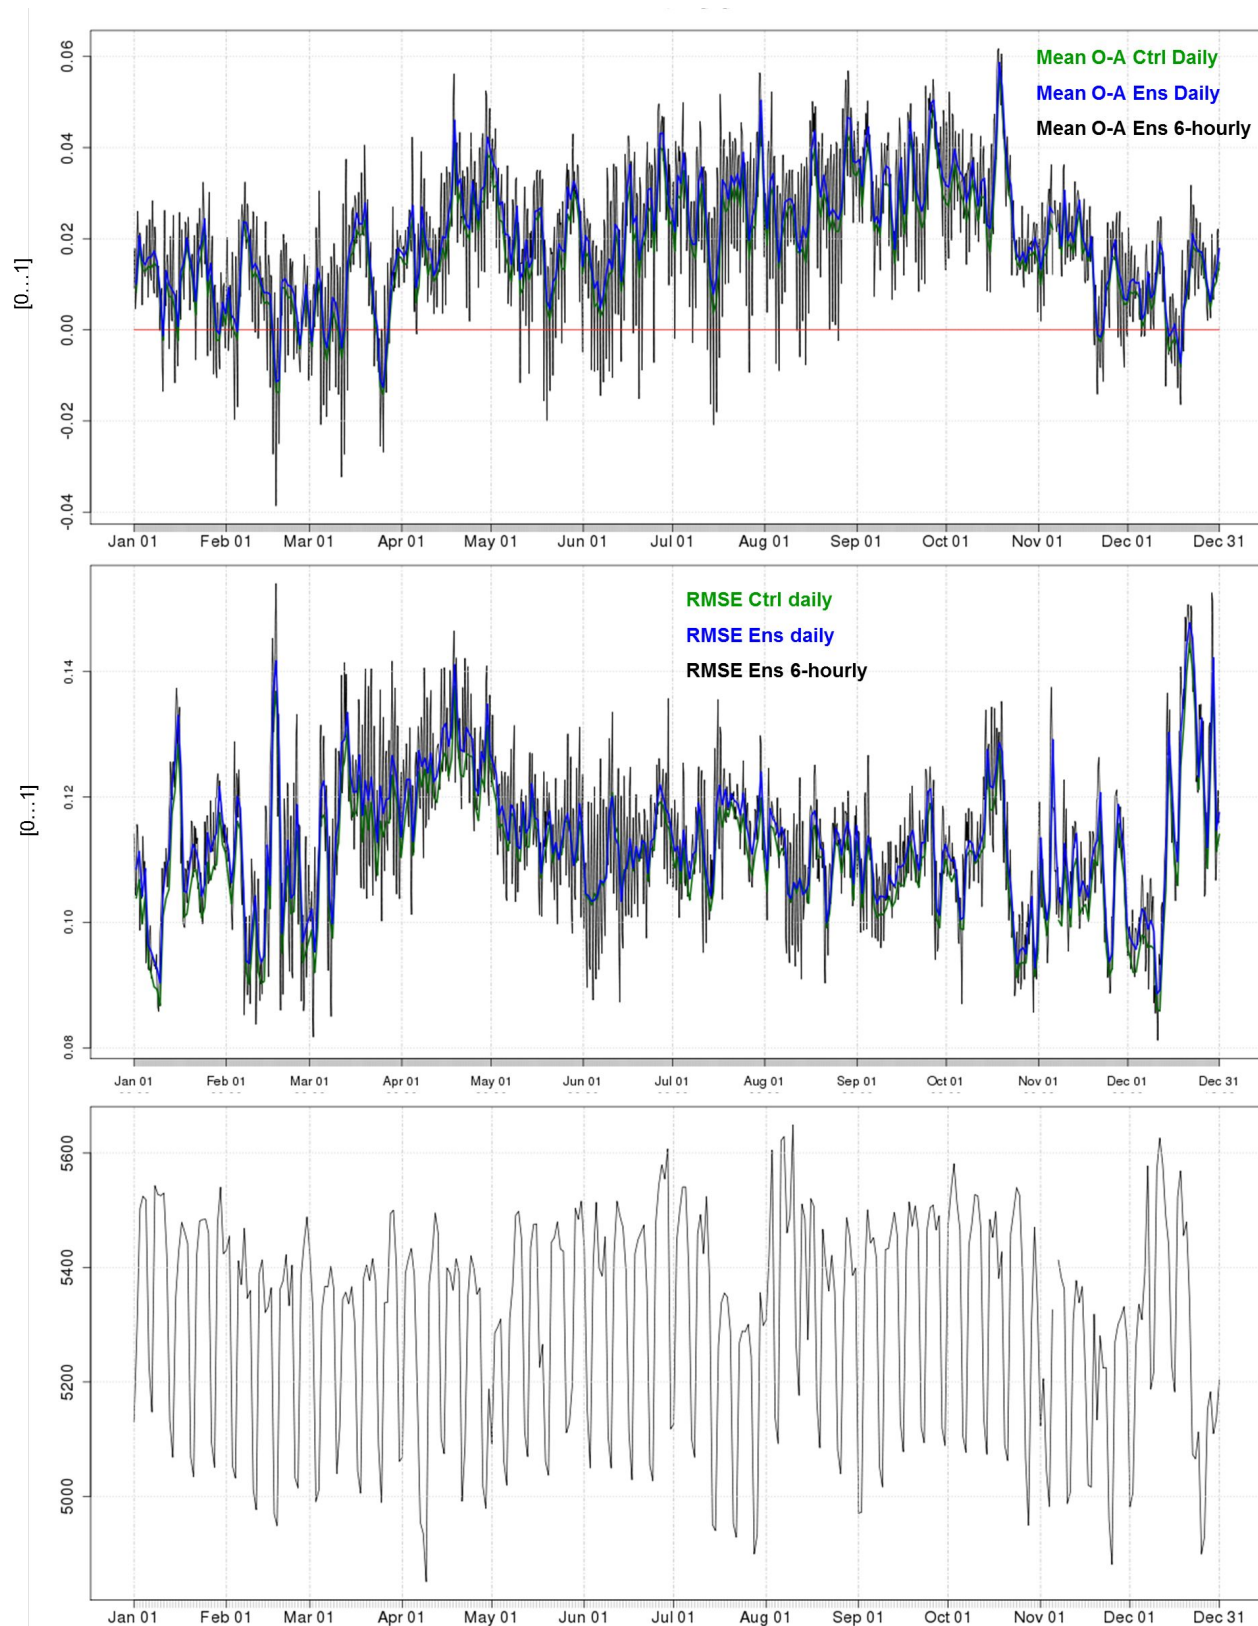 0.06
0.04
0.02
0.00
-0.02
-0.04
[0...1]
Mean O-A Ctrl Daily
Mean O-A Ens Daily
Mean O-A Ens 6-hourly
Jan 01 Feb 01 Mar 01 Apr 01 May 01 Jun 01 Jul 01 Aug 01 Sep 01 Oct 01 Nov 01 Dec 01 Dec 31
0.14
0.12
0.10
0.08
[0...1]
RMSE Ctrl daily
RMSE Ens daily
RMSE Ens 6-hourly
Jan 01 Feb 01 Mar 01 Apr 01 May 01 Jun 01 Jul 01 Aug 01 Sep 01 Oct 01 Nov 01 Dec 01 Dec 31
5600
5400
5200
5000
Jan 01 Feb 01 Mar 01 Apr 01 May 01 Jun 01 Jul 01 Aug 01 Sep 01 Oct 01 Nov 01 Dec 01 Dec 31